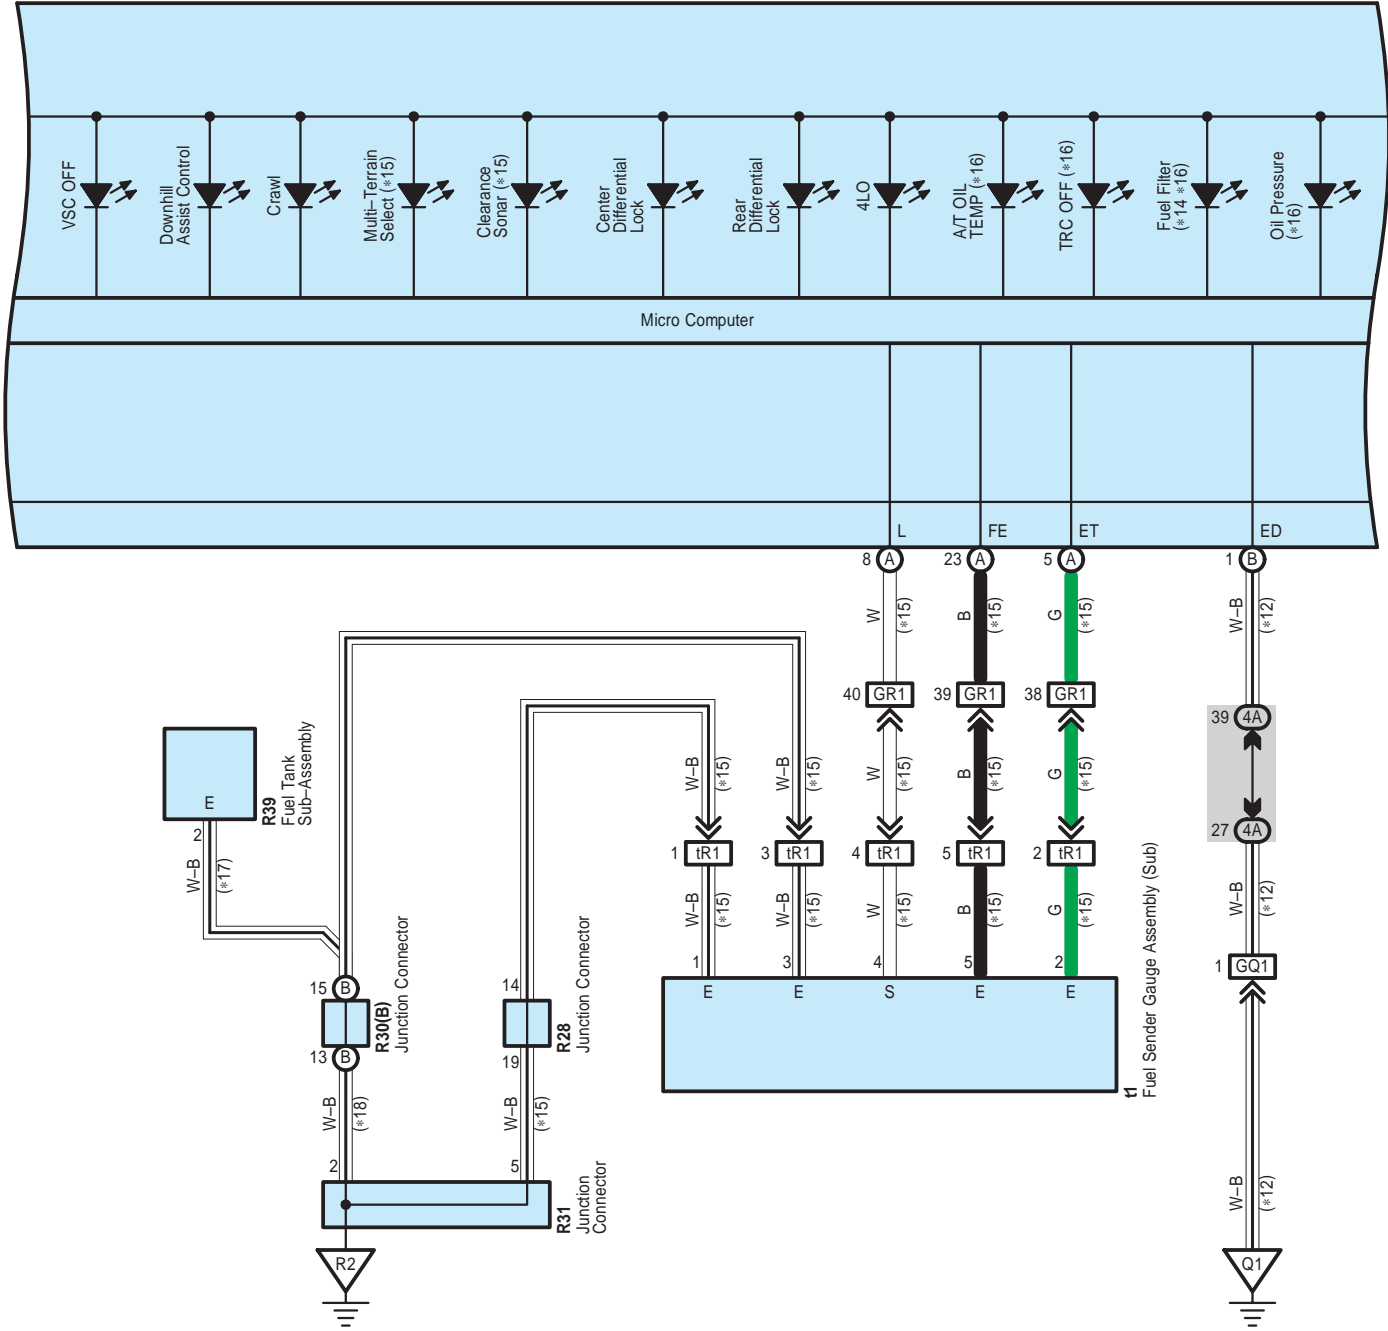 VSC OFF
Downhill
Assist Control
Crawl
Multi–Terrain
Select (∗15)
Clearance
Sonar (∗15)
Center
Differential
Lock
Rear
Differential
Lock
4LO
A/T OIL
TEMP (∗16)
TRC OFF (∗16)
Fuel Filter
(∗14 ∗16)
Oil Pressure
(∗16)
Micro Computer
L
FE
ET
ED
8 A
23 A
5 A
1 B
W
(∗15)
B
(∗15)
G
(∗15)
W–B
(∗12)
40 GR1
39 GR1
38 GR1
39 4A
27 4A
R39
Fuel Tank
Sub–Assembly
E
2
W–B
(∗17)
W–B
(∗15)
W–B
(∗15)
W
(∗15)
B
(∗15)
G
(∗15)
1 tR1
3 tR1
4 tR1
5 tR1
2 tR1
W–B
(∗15)
W–B
(∗15)
W
(∗15)
B
(∗15)
G
(∗15)
W–B
(∗12)
1 GQ1
1
3
4
5
2
E
E
S
E
E
t1
Fuel Sender Gauge Assembly (Sub)
15 B
R30(B)
Junction Connector
13 B
14
R28
Junction Connector
19
W–B
(∗18)
W–B
(∗15)
2
5
R31
Junction
Connector
R2
W–B
(∗12)
Q1